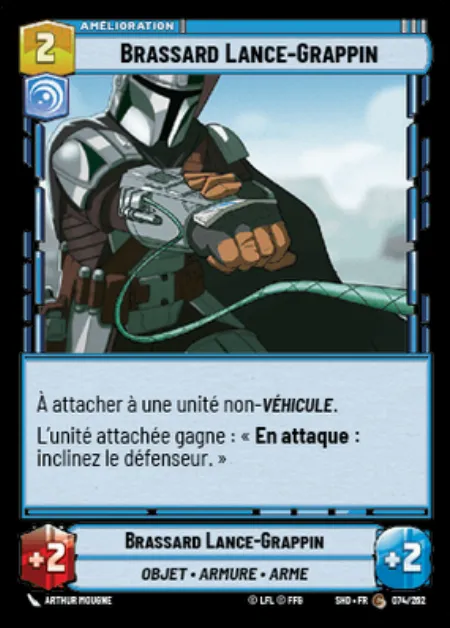 AMÉLIORATION
2
BRASSARD LANCE-GRAPPIN
À attacher à une unité non-VÉHICULE.
L'unité attachée gagne : « En attaque :
inclinez le défenseur. »
+2
BRASSARD LANCE-GRAPPIN
+2
OBJET • ARMURE • ARME
ARTHUR MOUGNE
© LFL © FFG
SHD • FR
C
074/262